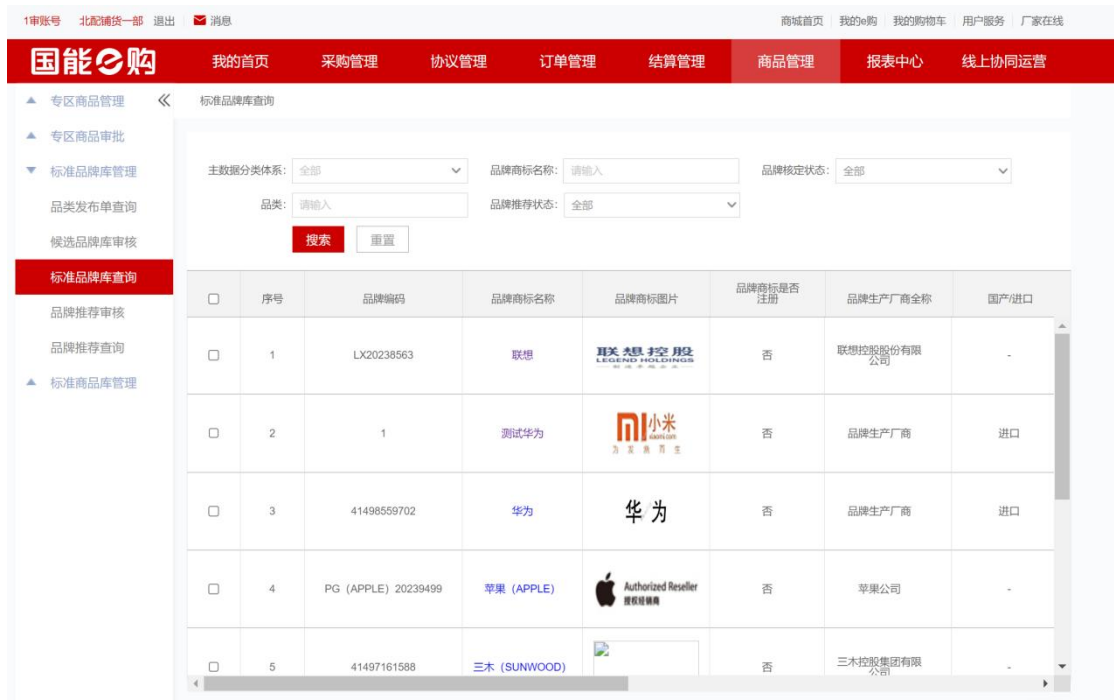 1审账号 北配铺货一部 退出 消息 商城首页 我的e购 我的购物车 用户服务 厂家在线
国能e购 我的首页 采购管理 协议管理 订单管理 结算管理 商品管理 报表中心 线上协同运营
专区商品管理
标准品牌库查询
专区商品审批
标准品牌库管理
品类发布单查询
候选品牌库审核
标准品牌库查询
品牌推荐审核
品牌推荐查询
标准商品库管理
主数据分类体系: 全部 品牌商标名称: 请输入 品牌核定状态: 全部
品类: 请输入 品牌推荐状态: 全部
搜索 重置
序号 品牌编码 品牌商标名称 品牌商标图片 品牌商标是否注册 品牌生产厂商全称 国产/进口
1 LX20238563 联想 联想控股 否 联想控股股份有限公司 -
LEGEND HOLDINGS
2 1 测试华为 小米 否 品牌生产厂商 进口
xiaomi.com
为发烧而生
3 41498559702 华为 华为 否 品牌生产厂商 进口
4 PG（APPLE）20239499 苹果（APPLE） Authorized Reseller 否 苹果公司 -
授权经销商
5 41497161588 三木（SUNWOOD） 否 三木控股集团有限公司 -